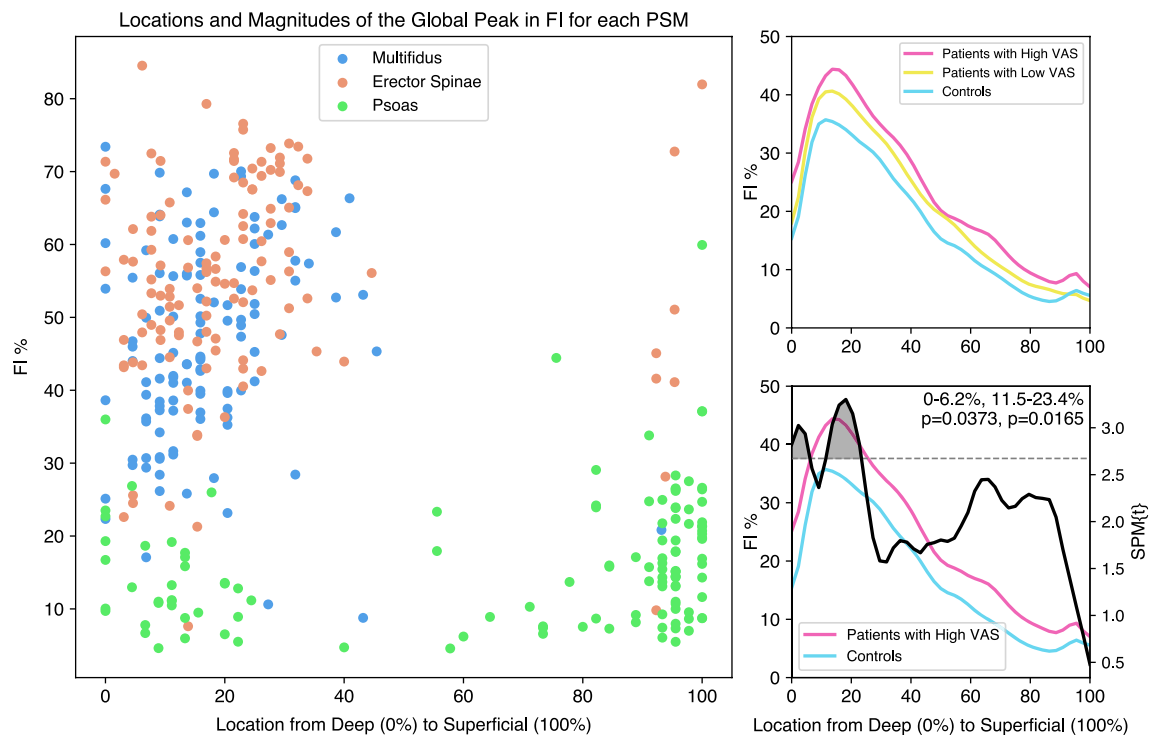 Locations and Magnitudes of the Global Peak in FI for each PSM
Multifidus
Erector Spinae
Psoas
FI %
80
70
60
50
40
30
20
10
0
20
40
60
80
100
Location from Deep (0%) to Superficial (100%)
Patients with High VAS
Patients with Low VAS
Controls
FI %
50
40
30
20
10
0
0
20
40
60
80
100
0-6.2%, 11.5-23.4%
p=0.0373, p=0.0165
FI %
50
40
30
20
10
0
3.0
2.5
2.0
1.5
1.0
0.5
SPM{t}
Patients with High VAS
Controls
0
20
40
60
80
100
Location from Deep (0%) to Superficial (100%)